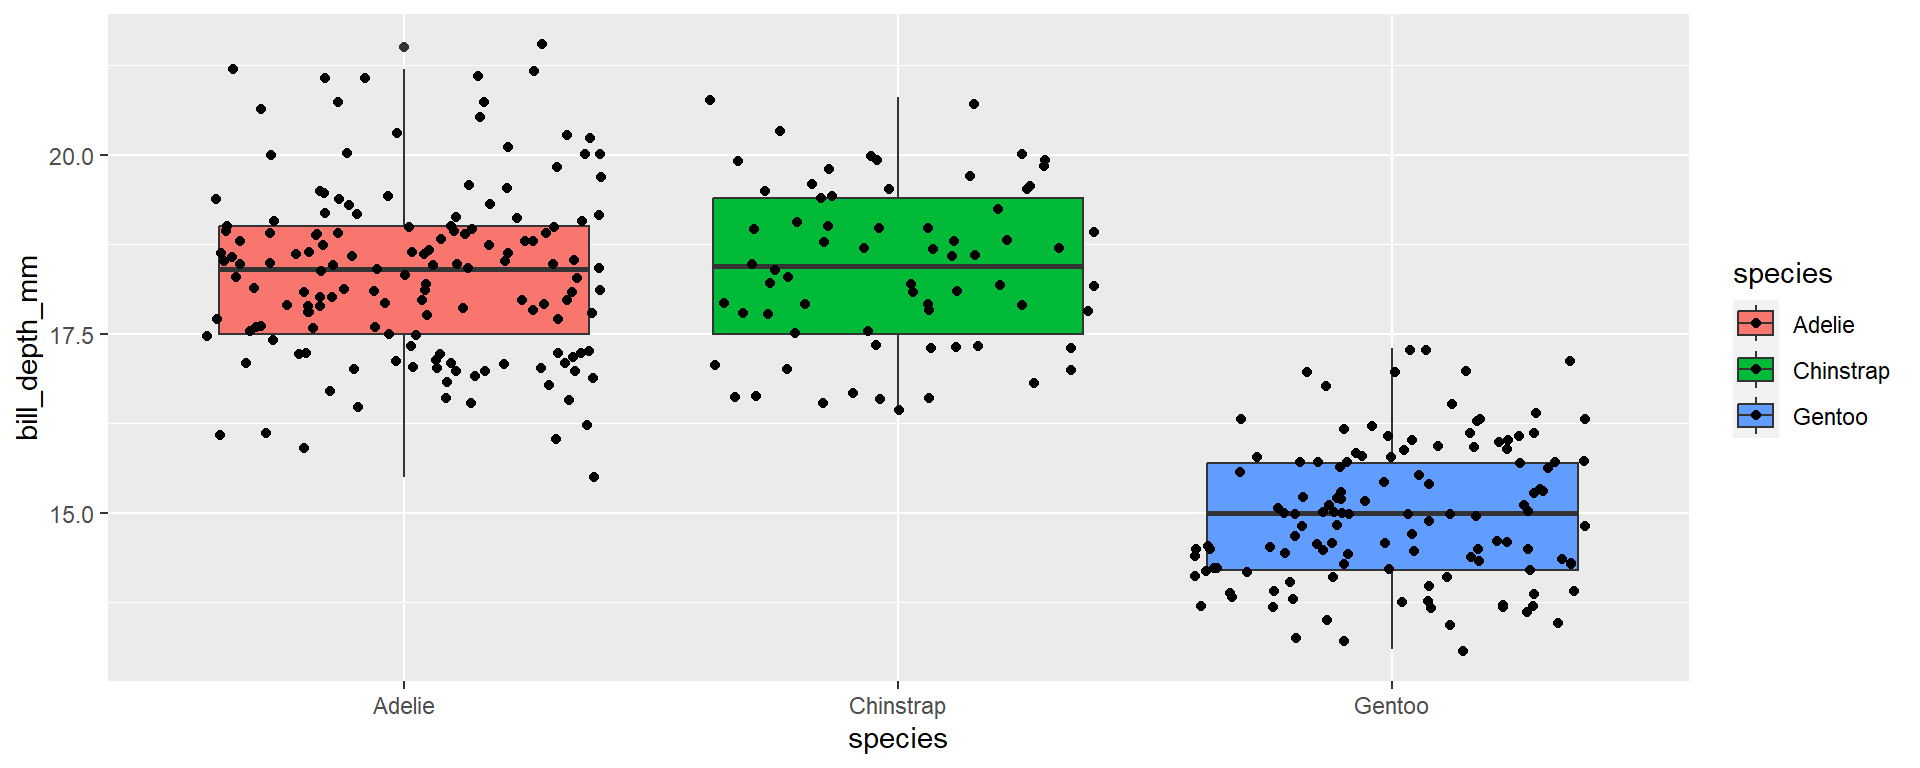 bill_depth_mm
20.0
17.5
15.0
Adelie
Chinstrap
Gentoo
species
species
Adelie
Chinstrap
Gentoo